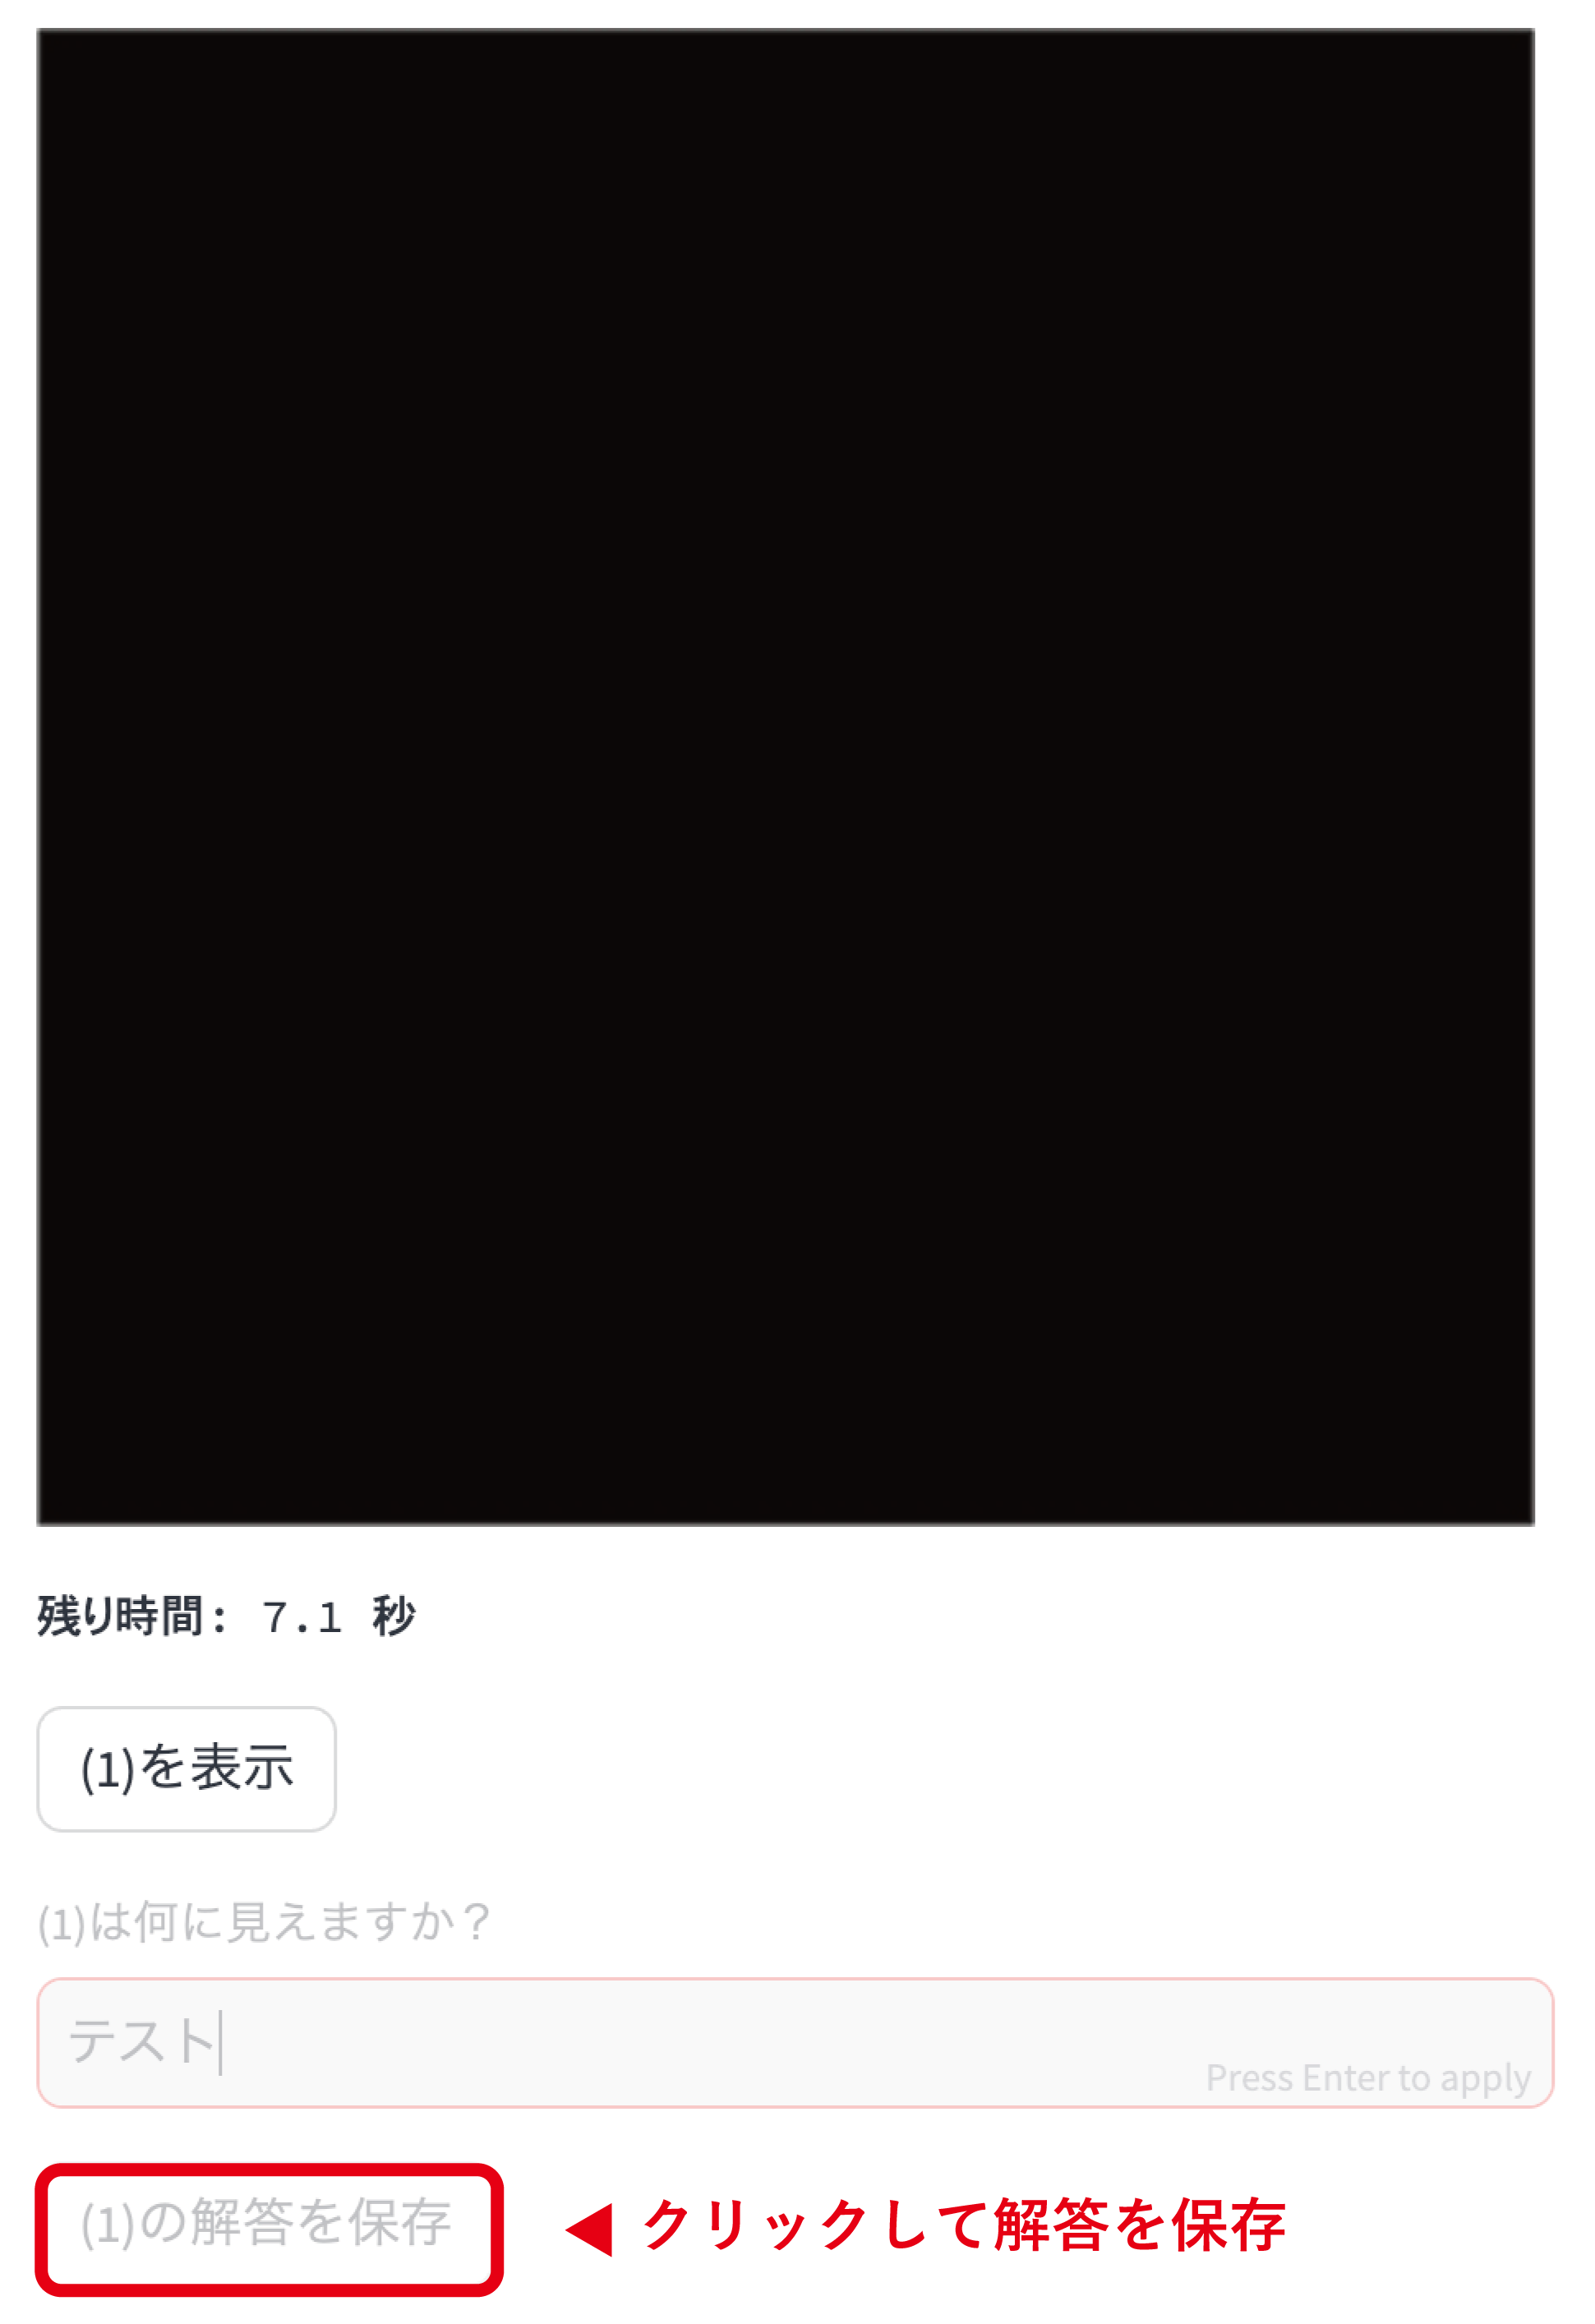 残り時間: 7.1 秒
(1)を表示
(1)は何に見えますか？
テスト
Press Enter to apply
(1)の解答を保存
◀ クリックして解答を保存